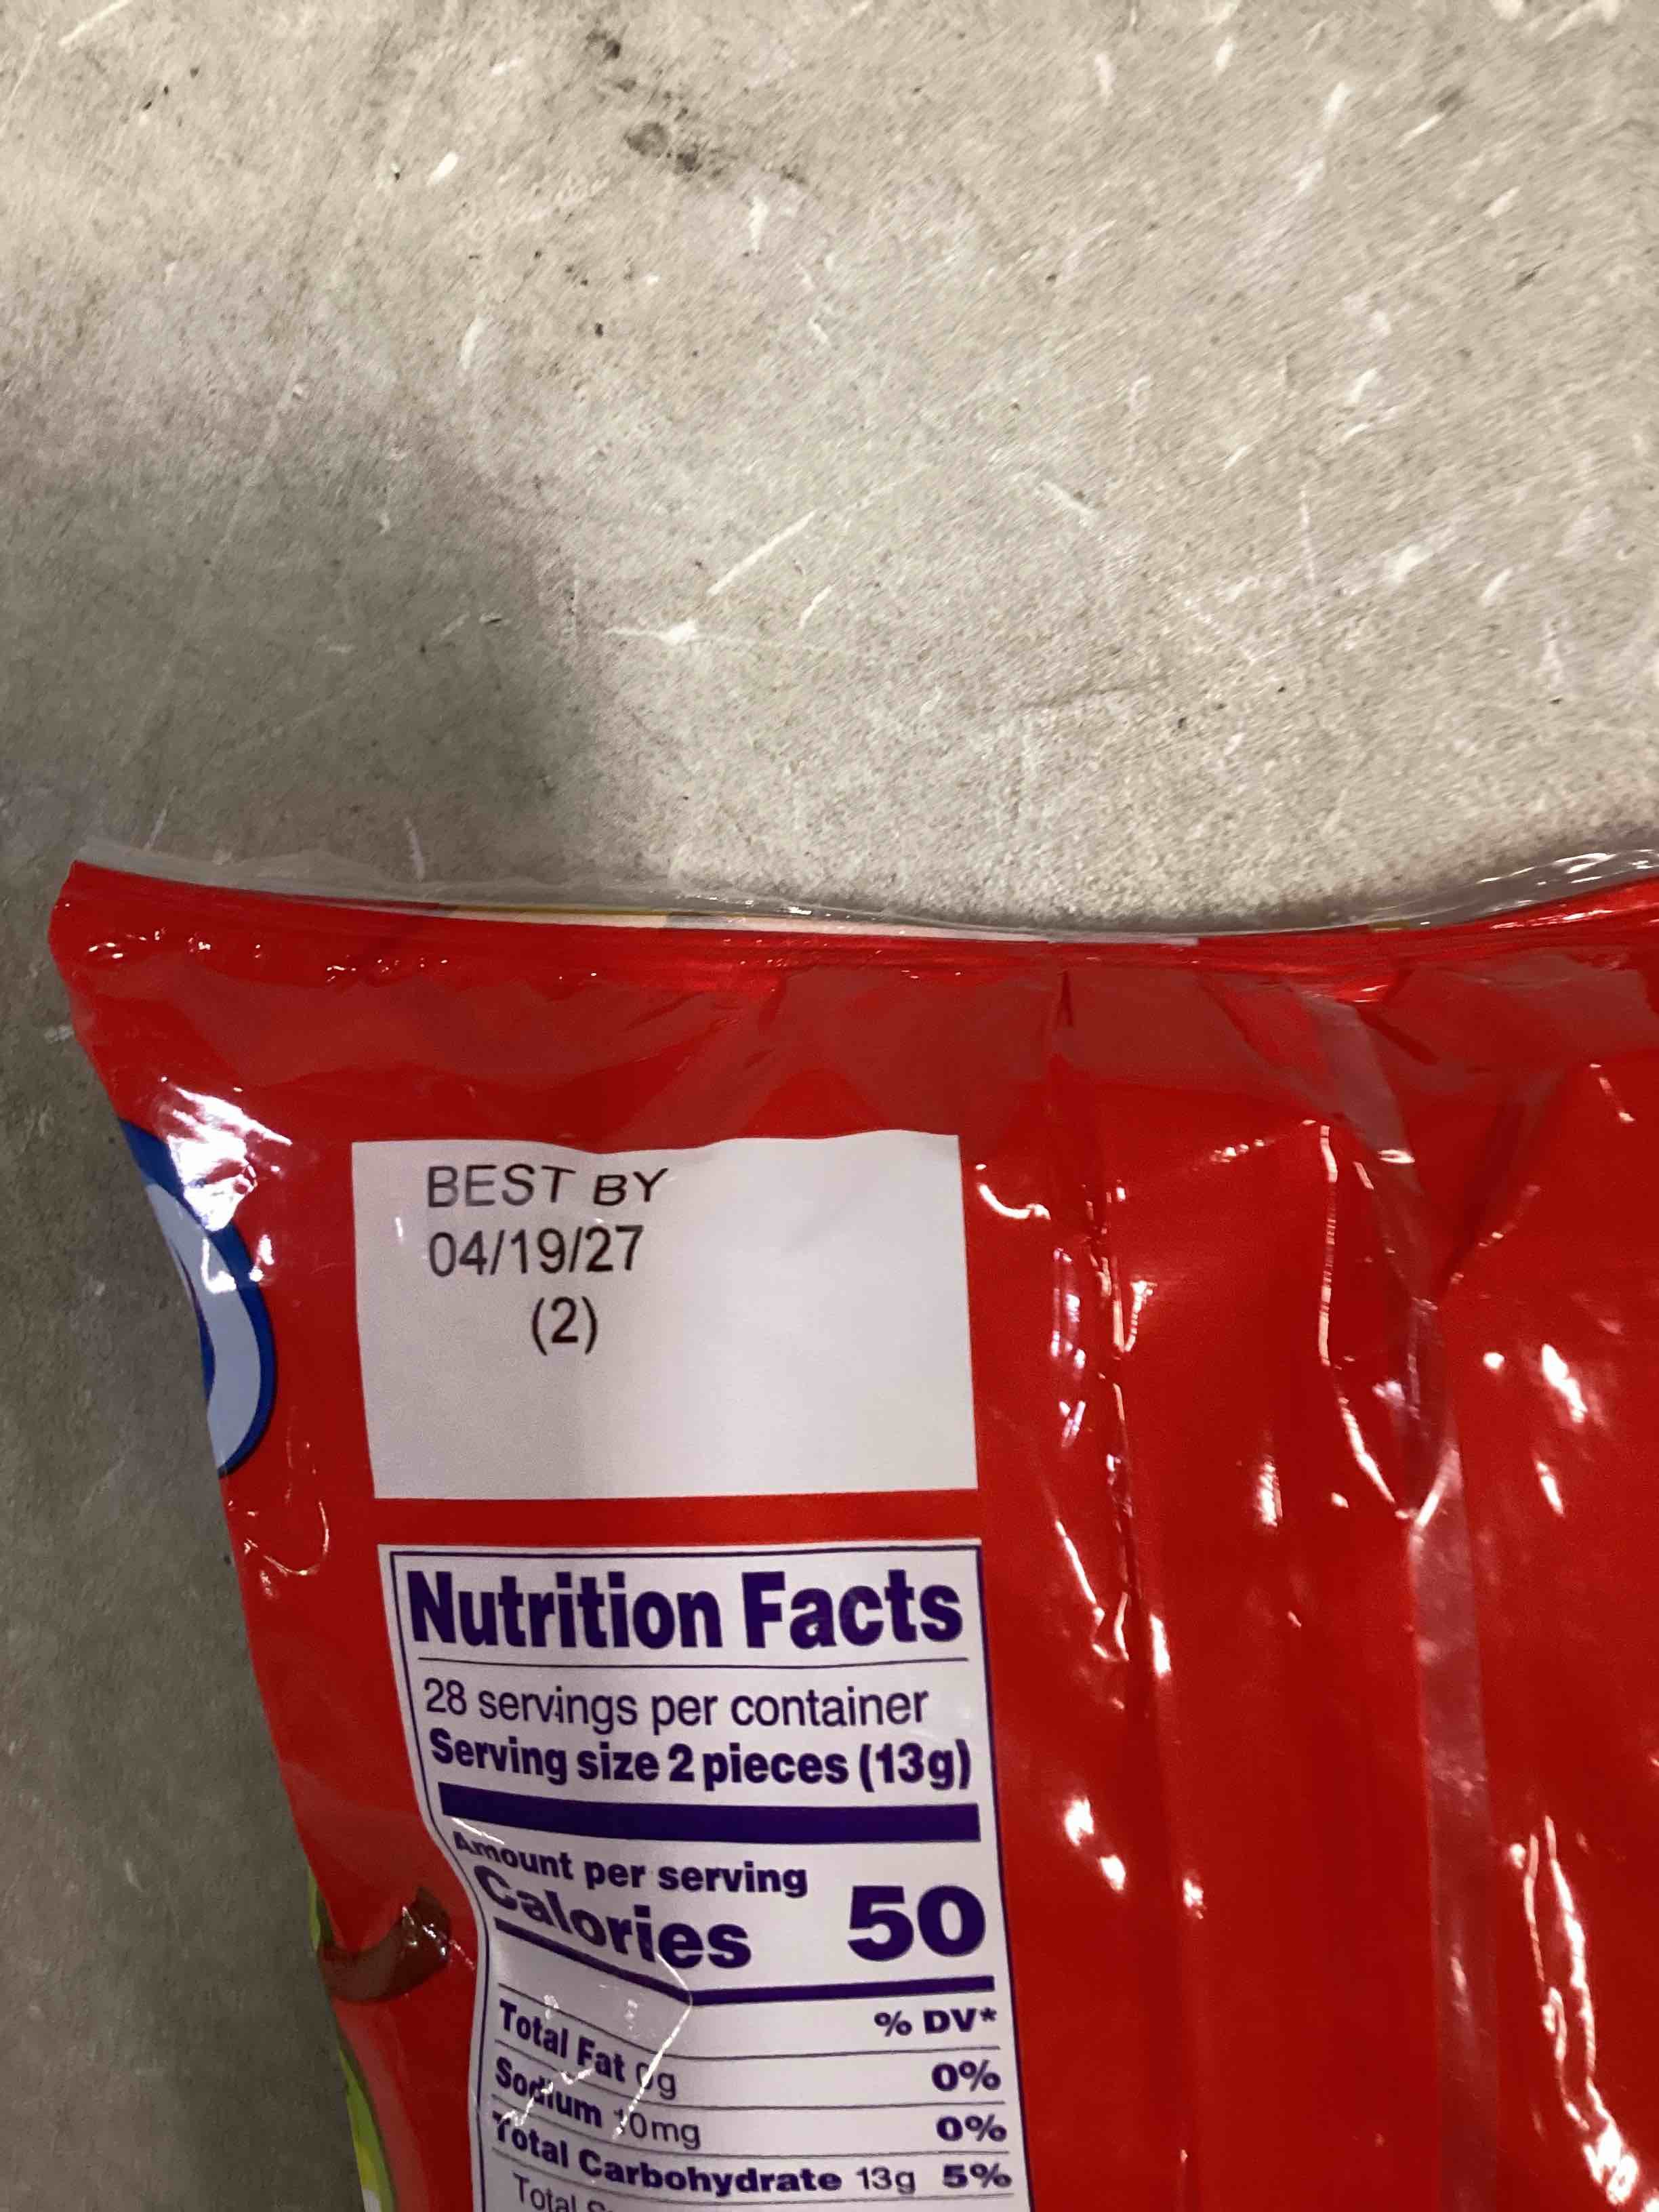 BEST BY
04/19/27
(2)
Nutrition Facts
28 servings per container
Serving size 2 pieces (13g)
Amount per serving
Calories 50
% DV*
Total Fat 0g 0%
Sodium 10mg 0%
Total Carbohydrate 13g 5%
Total